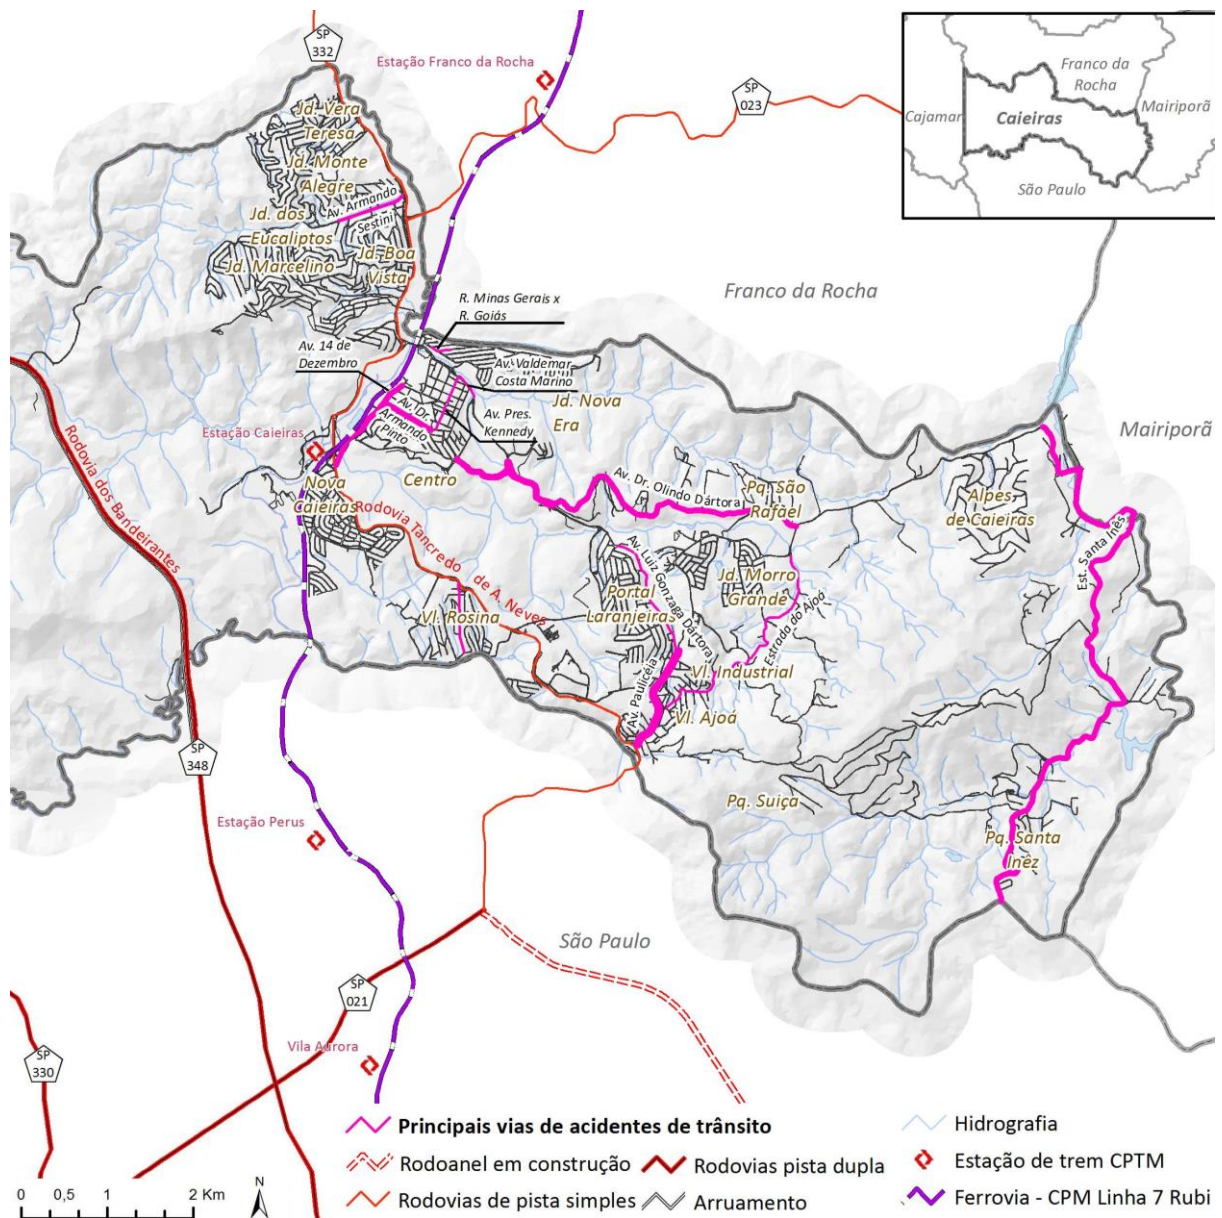 SP
332
Estação Franco da Rocha
SP
023
Franco da
Rocha
Cajamar
Caieiras
Mairiporã
São Paulo
Jd. Vera
Teresa
Jd. Monte
Alegre
Av. Armando
Sestini
Jd. dos
Eucaliptos
Jd. Marcelino
Jd. Boa
Vista
Franco da Rocha
R. Minas Gerais x
R. Goiás
Av. 14 de
Dezembro
Av. Valdemar
Costa Marino
Jd. Nova
Era
Av. Dr.
Armando
Pinto
Av. Pres.
Kennedy
Mairiporã
Rodovia dos Bandeirantes
Estação Caieiras
Nova
Caieiras
Centro
Av. Dr. Olindo Dártora
Pq. São
Rafael
Alpes
de Caieiras
Rodovia Tancredo de A. Neves
Est. Santa Inês
Av. Luiz Gonzaga Dártora
Portal
Laranjeiras
Jd. Morro
Grande
Estrada do Ajoá
Vl. Rosina
Vl. Industrial
Av. Paulicéia
Vl. Ajoá
SP
348
Pq. Suiça
Estação Perus
Pq. Santa
Inêz
São Paulo
SP
021
Vila Aurora
SP
330
Principais vias de acidentes de trânsito
Hidrografia
Rodoanel em construção
Rodovias pista dupla
Estação de trem CPTM
Rodovias de pista simples
Arruamento
Ferrovia - CPM Linha 7 Rubi
0 0,5 1 2 Km
N